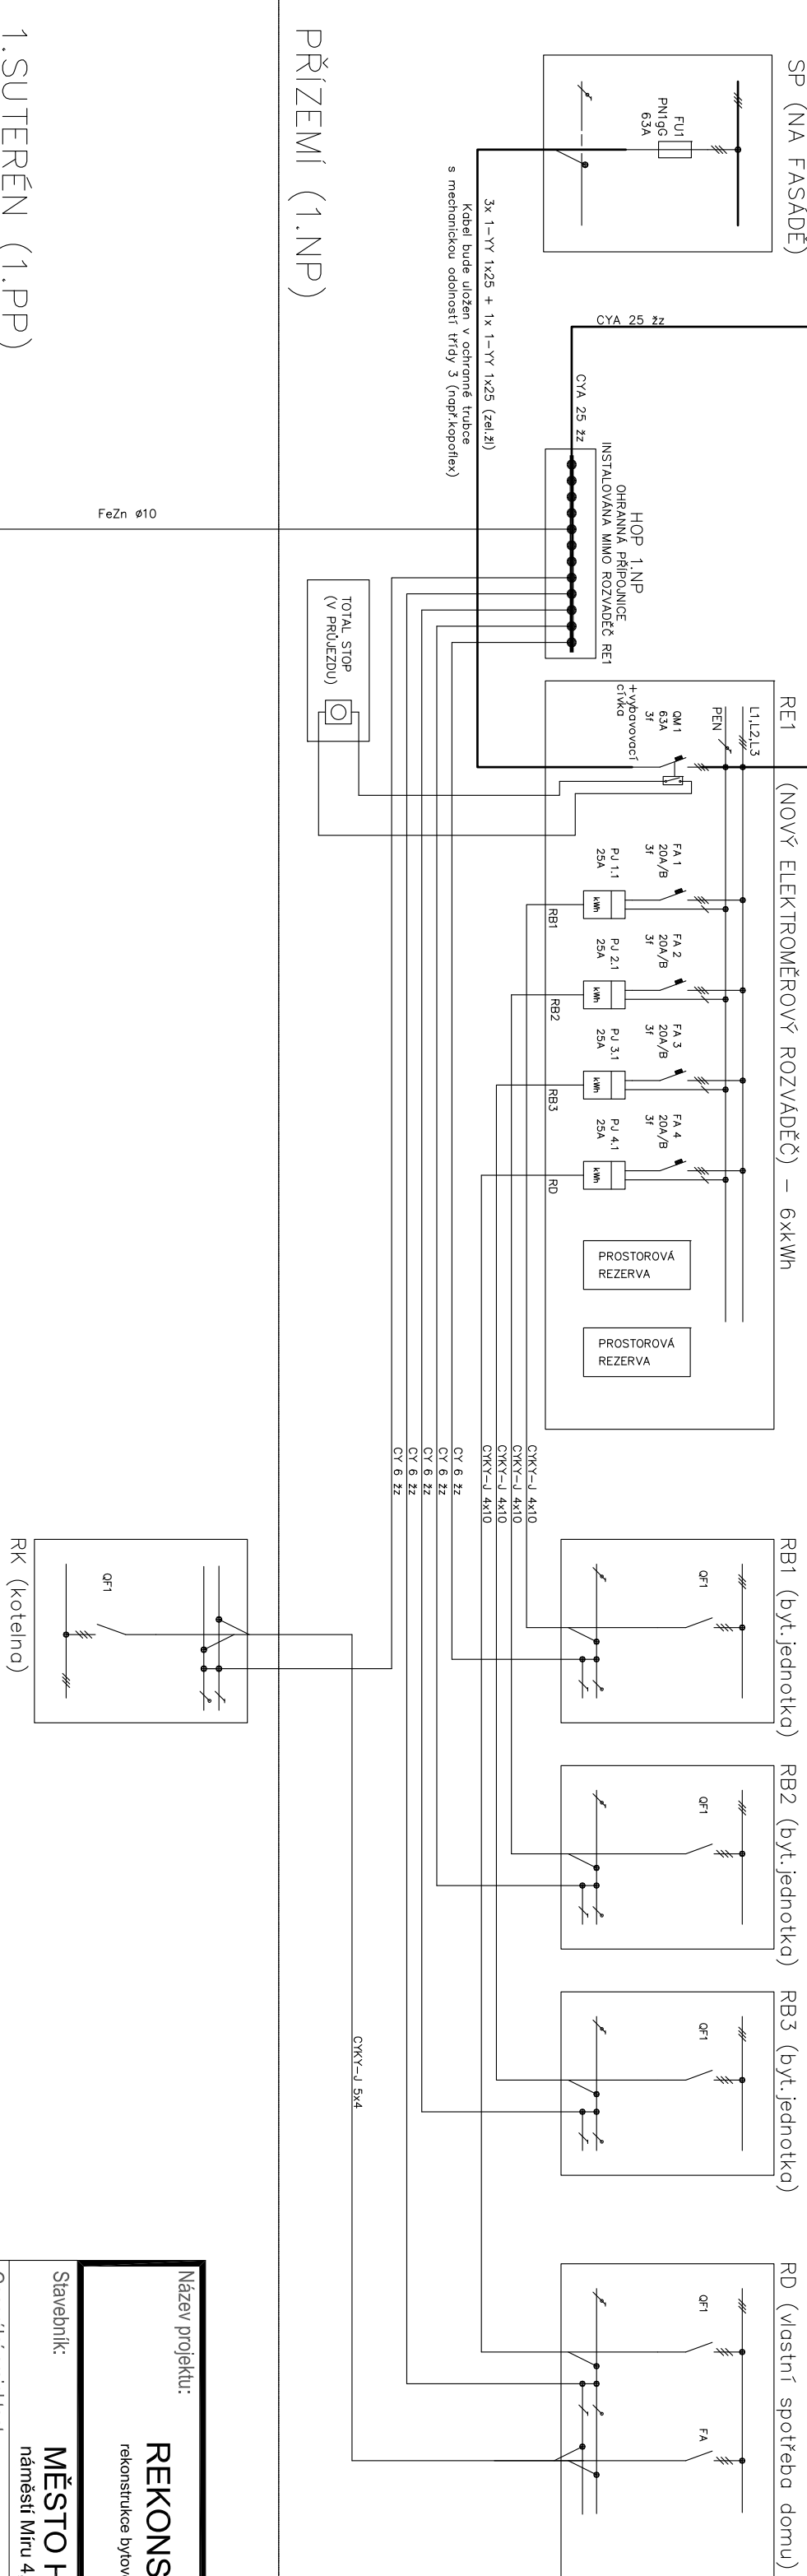 SP (NA FASÁDĚ)
FU1
PN1gG
63A
3x 1-YY 1x25 + 1x 1-YY 1x25 (zel.žl)
Kabel bude uložen v ochranné trubce
s mechanickou odolností třídy 3 (např.kopoflex)
PŘÍZEMÍ (1.NP)
1.SUTERÉN (1.PP)
CYA 25 žz
CYA 25 žz
HOP 1.NP
OHRANNÁ PŘÍPOJNICE
INSTALOVÁNA MIMO ROZVADĚČ RE1
FeZn ø10
TOTAL STOP
(V PRŮJEZDU)
RE1 (NOVÝ ELEKTROMĚROVÝ ROZVÁDĚČ) - 6xkWh
L1,L2,L3
PEN
QM1
63A
3f
+vybavovací
cívka
FA 1
20A/B
3f
PJ 1.1
25A
kWh
RB1
FA 2
20A/B
3f
PJ 2.1
25A
kWh
RB2
FA 3
20A/B
3f
PJ 3.1
25A
kWh
RB3
FA 4
20A/B
3f
PJ 4.1
25A
kWh
RD
PROSTOROVÁ
REZERVA
PROSTOROVÁ
REZERVA
CYKY-J 4x10
CYKY-J 4x10
CYKY-J 4x10
CYKY-J 4x10
CY 6 žz
CY 6 žz
CY 6 žz
CY 6 žz
CY 6 žz
RB1 (byt.jednotka)
QF1
RB2 (byt.jednotka)
QF1
RB3 (byt.jednotka)
QF1
RD (vlastní spotřeba domu)
QF1
FA
RK (kotelna)
QF1
CYKY-J 5x4
Název projektu:
REKONS
rekonstrukce bytov
Stavebník:
MĚSTO H
náměstí Míru 4